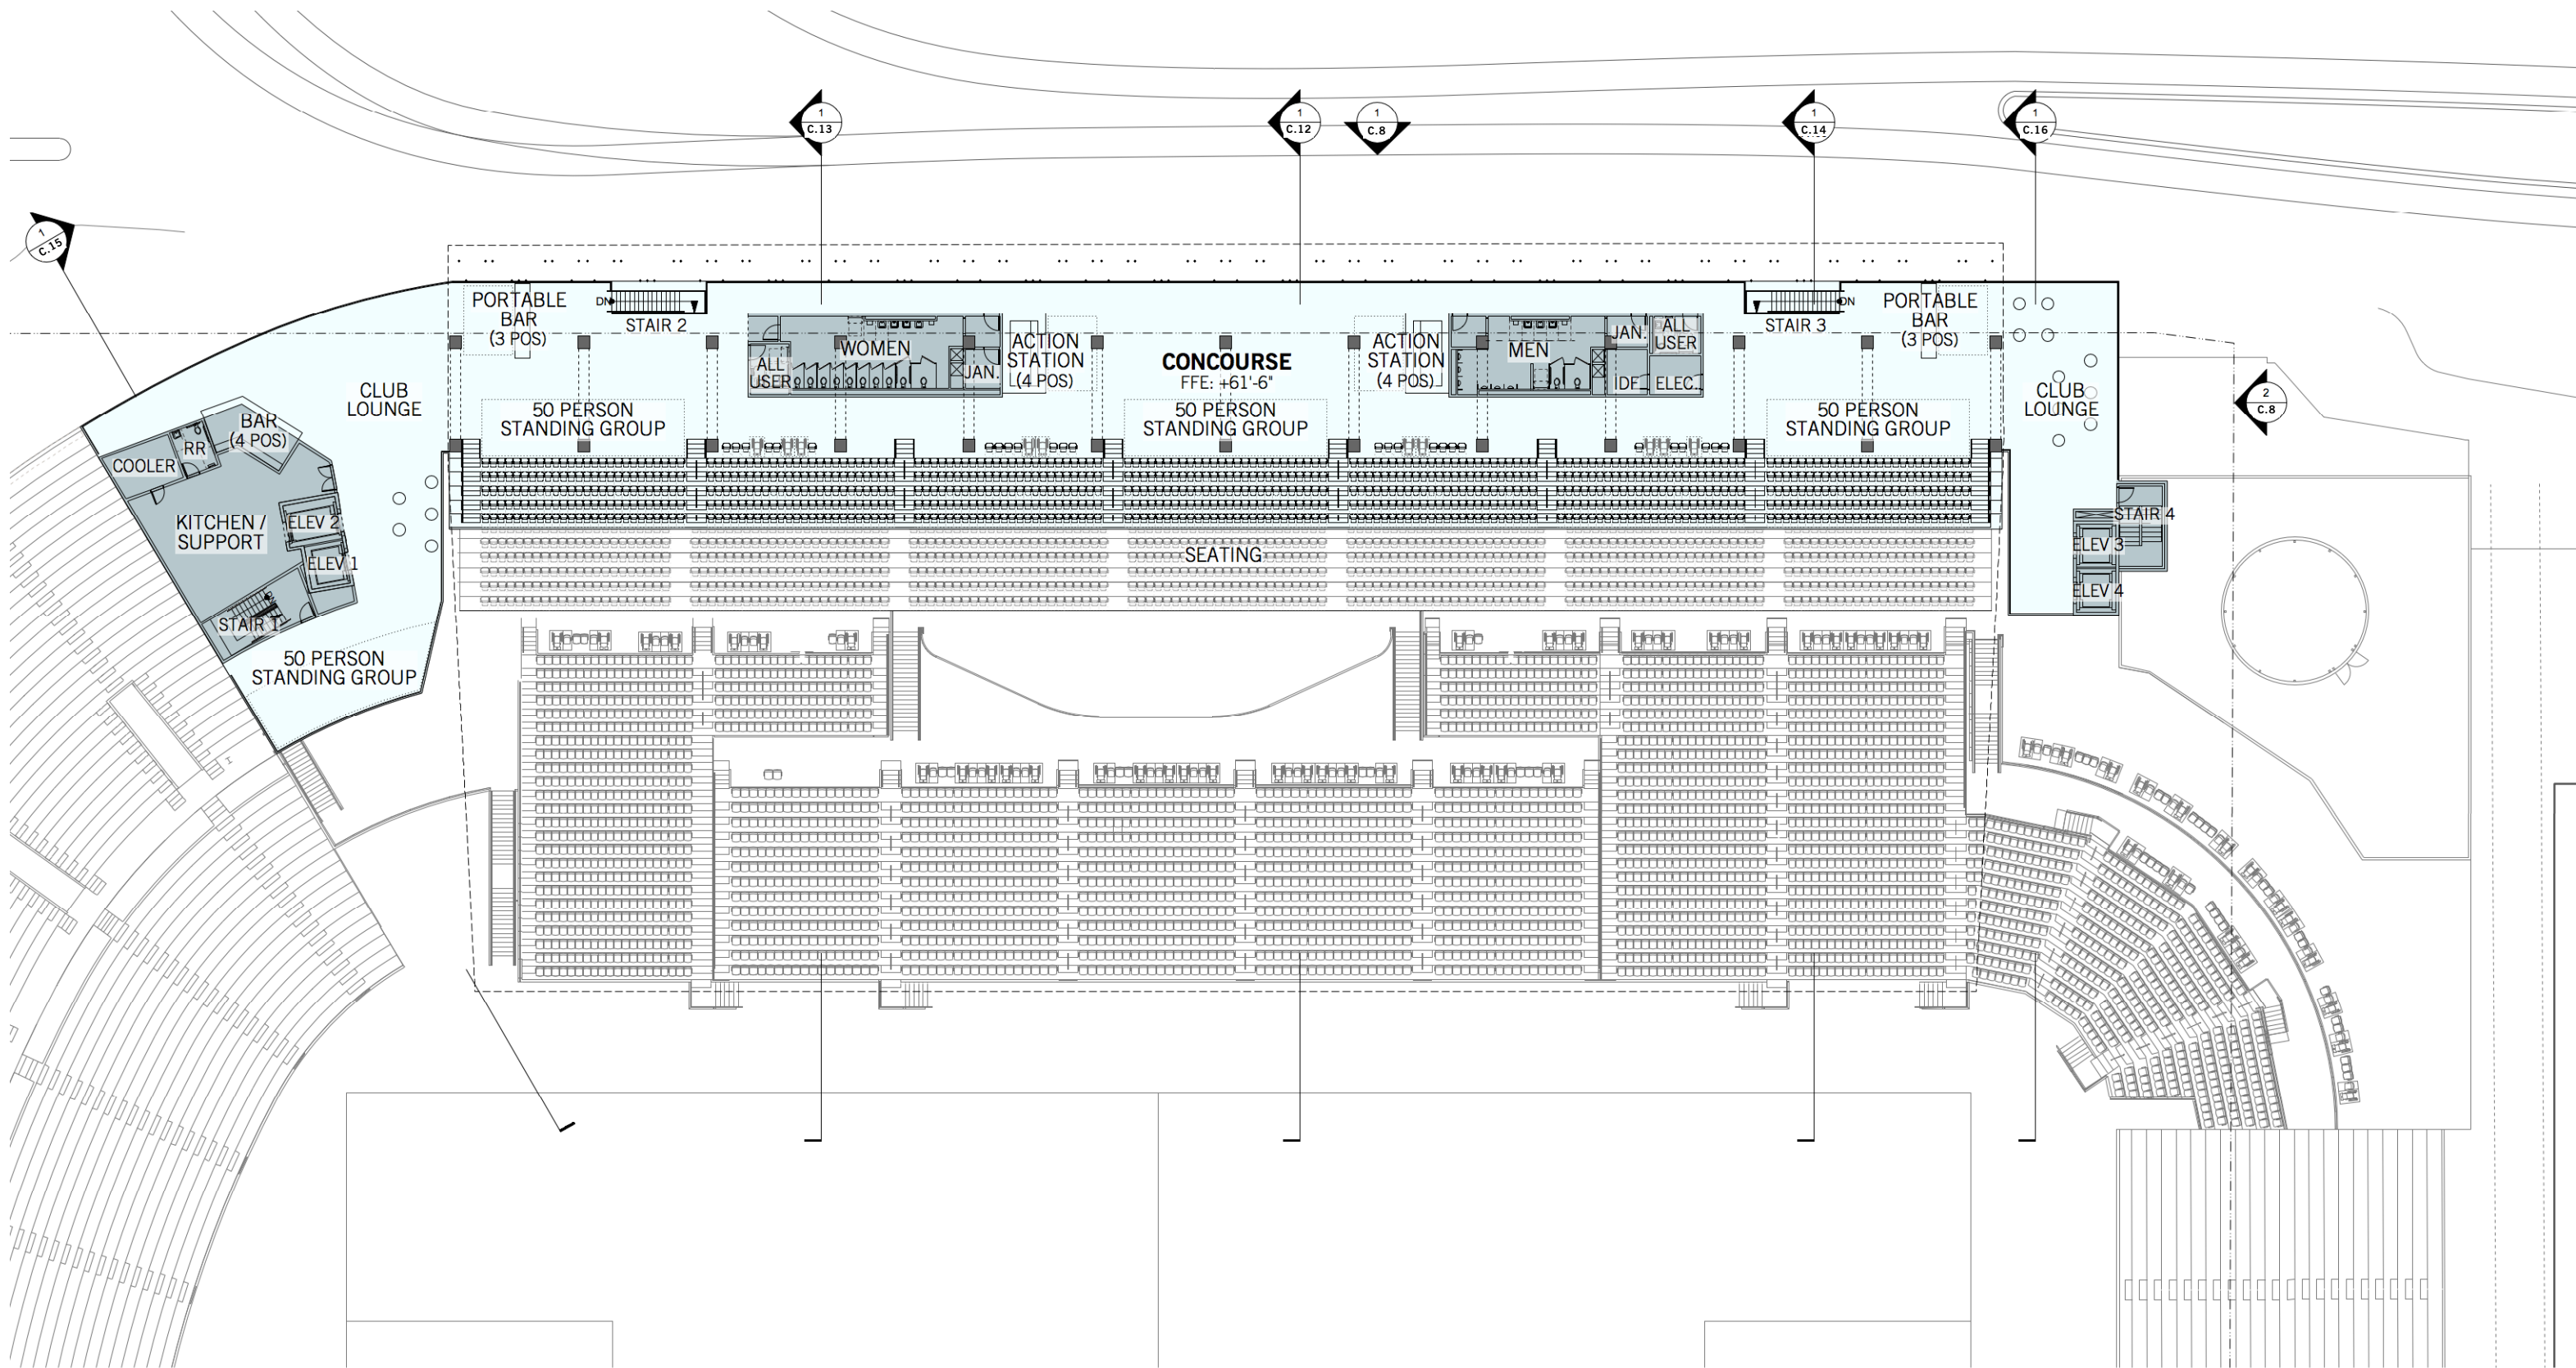 1
C.13
1
C.12
1
C.8
1
C.14
1
C.16
1
C.15
PORTABLE
BAR
(3 POS)
DN
STAIR 2
WOMEN
ALL
USER
JAN.
ACTION
STATION
(4 POS)
CONCOURSE
FFE: +61'-6"
ACTION
STATION
(4 POS)
MEN
JAN.
ALL
USER
IDF
ELEC.
DN
STAIR 3
PORTABLE
BAR
(3 POS)
CLUB
LOUNGE
CLUB
LOUNGE
2
C.8
50 PERSON
STANDING GROUP
50 PERSON
STANDING GROUP
50 PERSON
STANDING GROUP
BAR
(4 POS)
RR
COOLER
KITCHEN /
SUPPORT
ELEV 2
ELEV 1
STAIR 1
DN
50 PERSON
STANDING GROUP
SEATING
STAIR 4
ELEV 3
ELEV 4